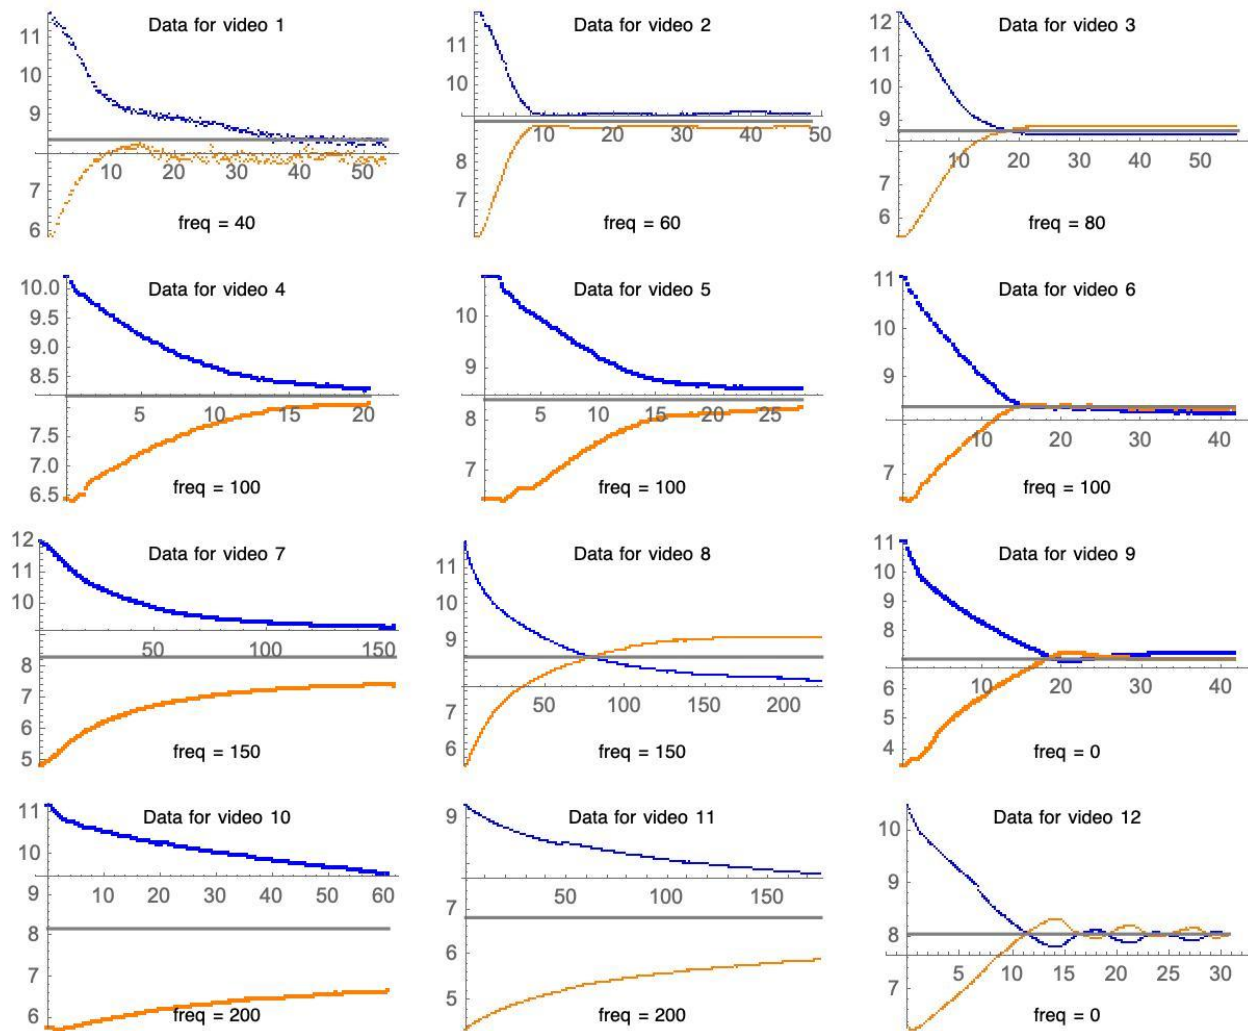 Data for video 1
11
10
9
10 20 30 40 50
7
6
freq = 40
Data for video 2
11
10
10 20 30 40 50
8
7
freq = 60
Data for video 3
12
11
10
9
10 20 30 40 50
7
6
freq = 80
Data for video 4
10.0
9.5
9.0
8.5
5 10 15 20
7.5
7.0
6.5
freq = 100
Data for video 5
10
9
5 10 15 20 25
8
7
freq = 100
Data for video 6
11
9
10 20 30 40
7
freq = 100
Data for video 7
12
11
10
50 100 150
8
7
6
5
freq = 150
Data for video 8
11
10
9
50 100 150 200
7
6
freq = 150
Data for video 9
11
10
9
8
10 20 30 40
6
5
4
freq = 0
Data for video 10
11
10
10 20 30 40 50 60
9
8
7
6
freq = 200
Data for video 11
9
50 100 150
7
6
5
freq = 200
Data for video 12
10
9
8
5 10 15 20 25 30
7
freq = 0